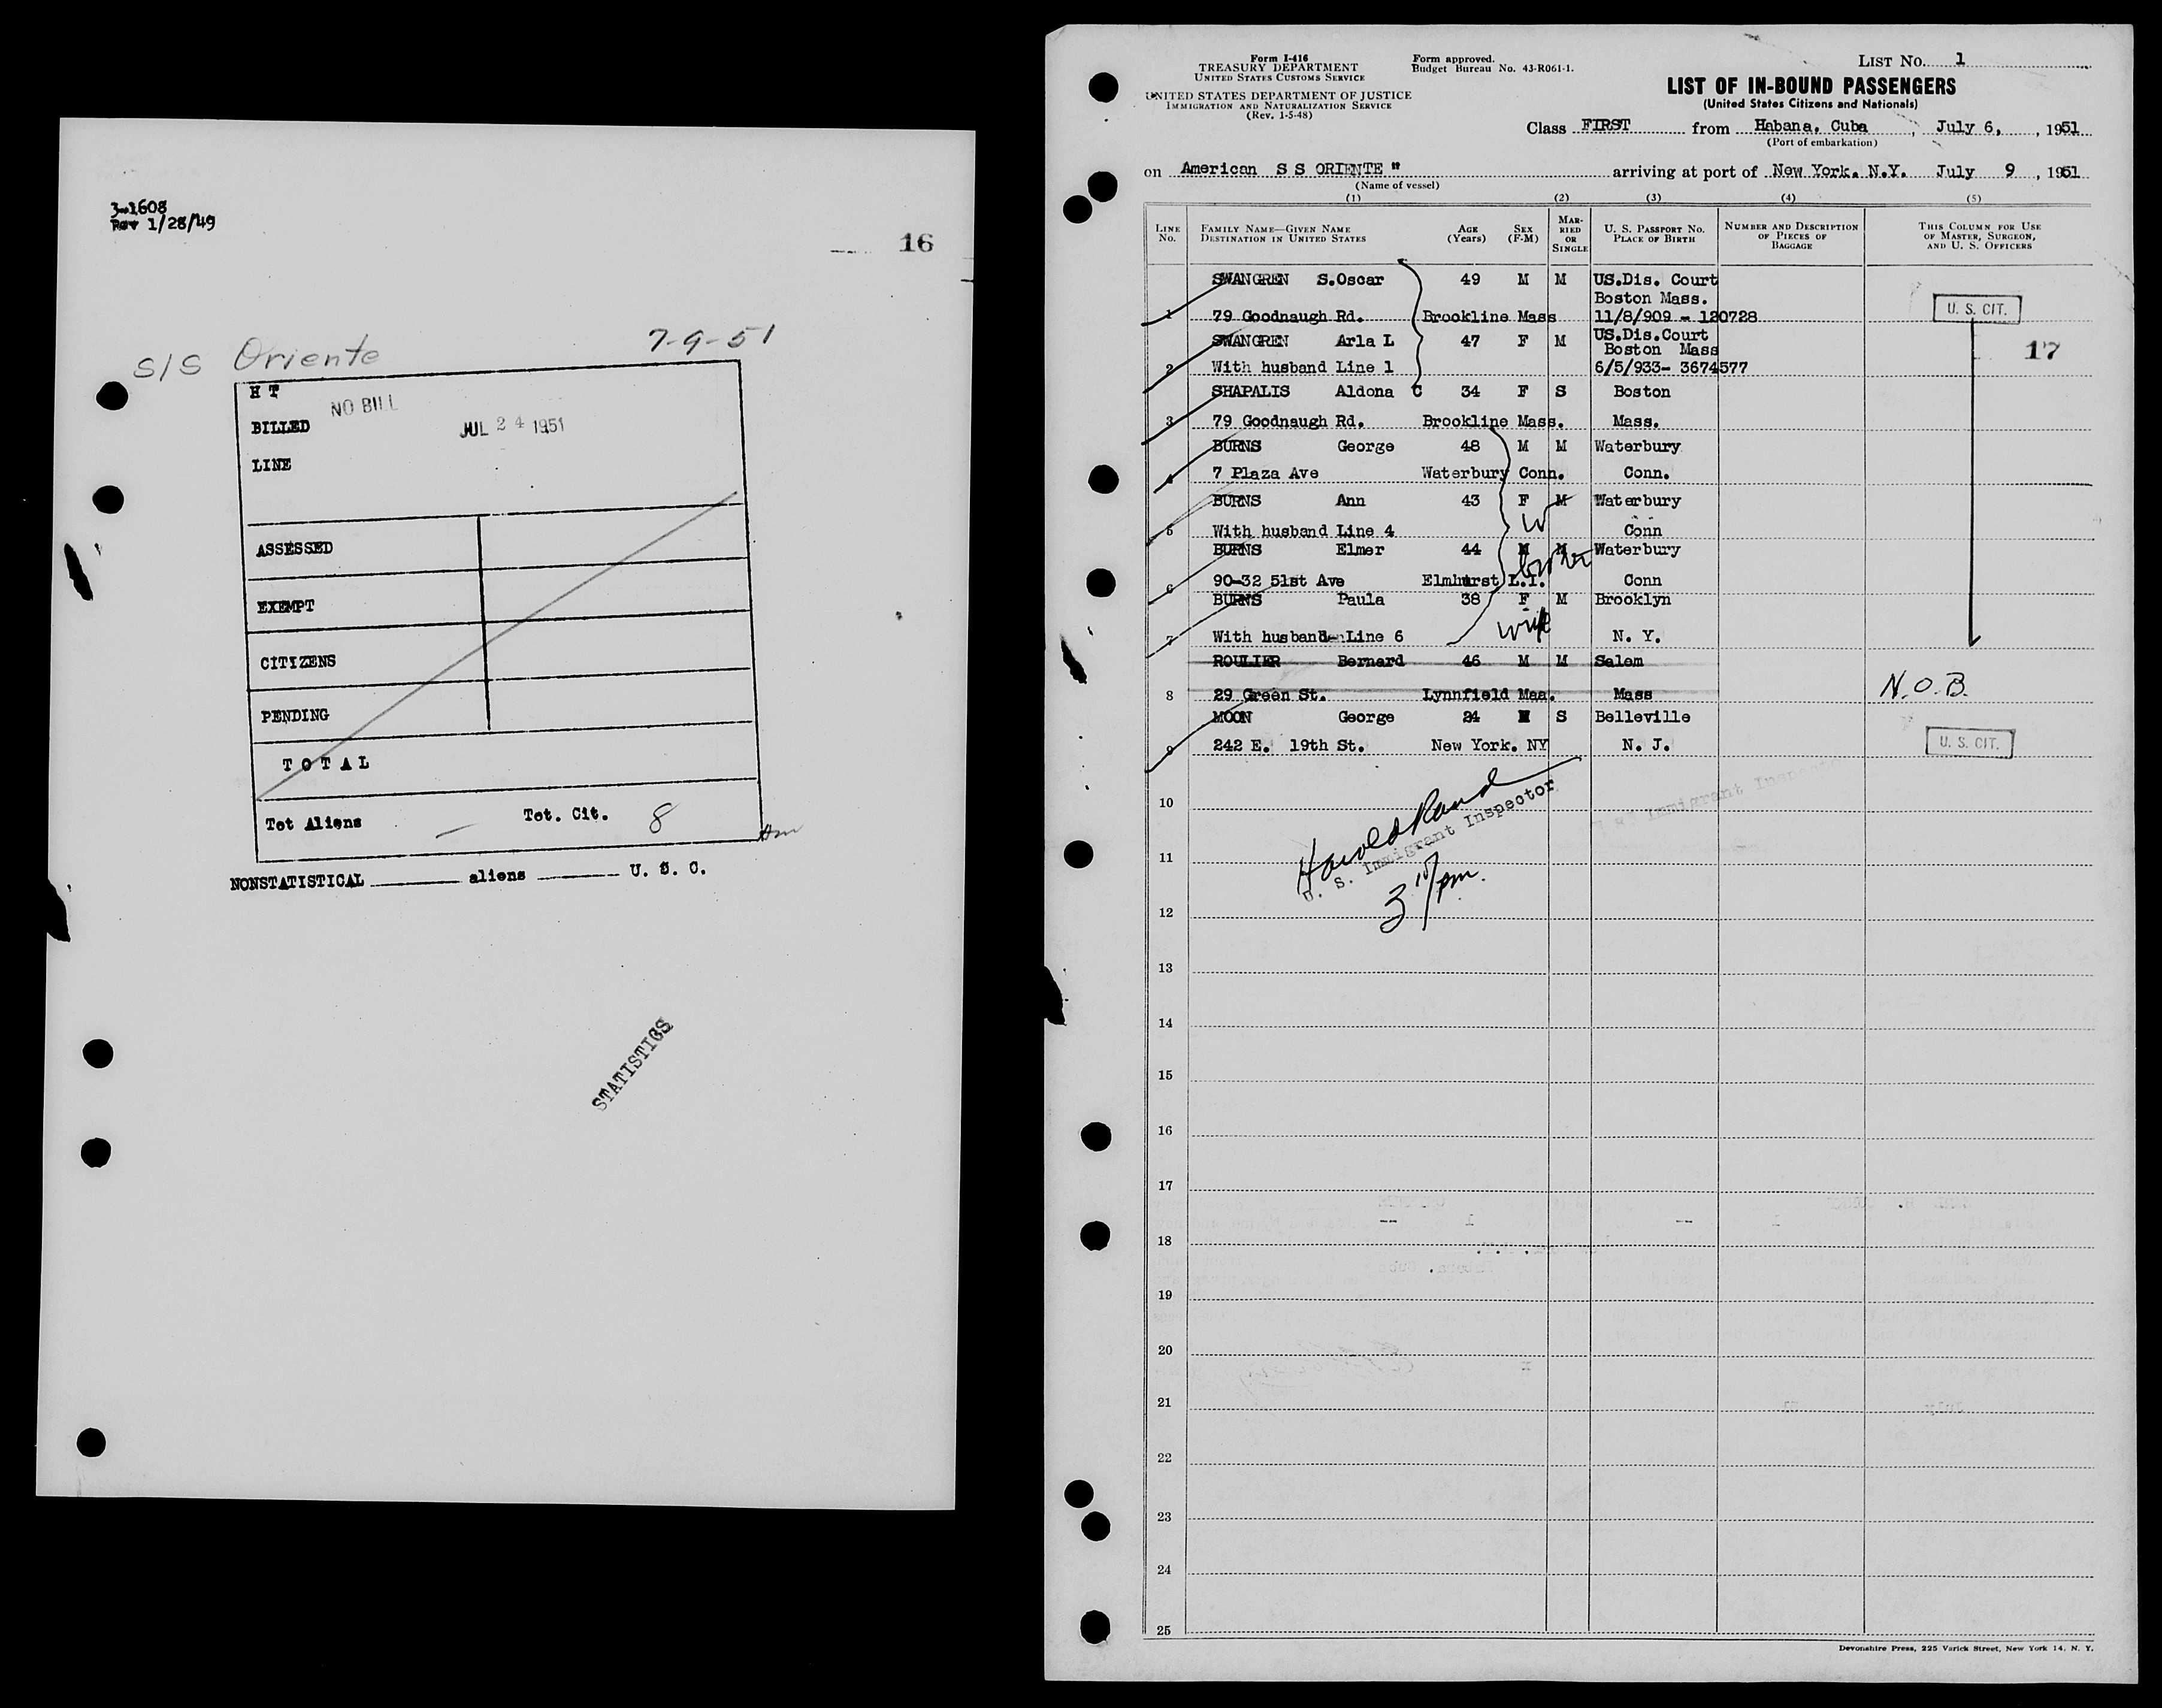 3-1608
Rev 1/28/49
16
S/S Oriente 7-9-51
H T
NO BILL
BILLED JUL 24 1951
LINE
ASSESSED
EXEMPT
CITIZENS
PENDING
TOTAL
Tot Aliens — Tot. Cit. 8
NONSTATISTICAL aliens U. S. C.
STATISTICS
Form I-416
TREASURY DEPARTMENT
UNITED STATES CUSTOMS SERVICE
UNITED STATES DEPARTMENT OF JUSTICE
IMMIGRATION AND NATURALIZATION SERVICE
(Rev. 1-5-48)
Form approved.
Budget Bureau No. 43-R061-1.
LIST No. 1
LIST OF IN-BOUND PASSENGERS
(United States Citizens and Nationals)
Class FIRST from Habana, Cuba, July 6, , 1951
(Port of embarkation)
on American S S ORIENTE " arriving at port of New York. N.Y. July 9 , 1951
(Name of vessel)
(1) (2) (3) (4) (5)
LINE No. FAMILY NAME—GIVEN NAME DESTINATION IN UNITED STATES AGE (Years) SEX (F-M) MARRIED OR SINGLE U. S. PASSPORT NO. PLACE OF BIRTH NUMBER AND DESCRIPTION OF PIECES OF BAGGAGE THIS COLUMN FOR USE OF MASTER, SURGEON, AND U. S. OFFICERS
SWANGREN S.Oscar 49 M M US.Dis. Court
Boston Mass.
1 79 Goodnaugh Rd. Brookline Mass 11/8/909 - 120728 U. S. CIT.
SWANGREN Arla L 47 F M US.Dis.Court
Boston Mass 17
2 With husband Line 1 6/5/933- 3674577
SHAPALIS Aldona C 34 F S Boston
3 79 Goodnaugh Rd. Brookline Mass. Mass.
BURNS George 48 M M Waterbury
4 7 Plaza Ave Waterbury Conn. Conn.
BURNS Ann 43 F M Waterbury
W
5 With husband Line 4 Conn
BURNS Elmer 44 M M Waterbury
brother
6 90-32 51st Ave Elmhurst L.I. Conn
BURNS Paula 38 F M Brooklyn
wife
7 With husband Line 6 N. Y.
ROULIER Bernard 46 M M Salem
8 29 Green St. Lynnfield Maa. Mass N.O.B.
MOON George 24 M S Belleville
9 242 E. 19th St. New York. NY N. J. U. S. CIT.
10
Harold Rand
U. S. Immigrant Inspector
11
3 10/pm.
12
13
14
15
16
17
18
19
20
21
22
23
24
25
Devonshire Press, 225 Varick Street, New York 14, N. Y.